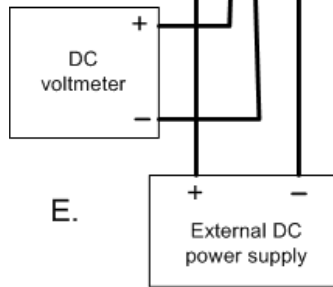 +
DC
voltmeter
−
E.
+ −
External DC
power supply